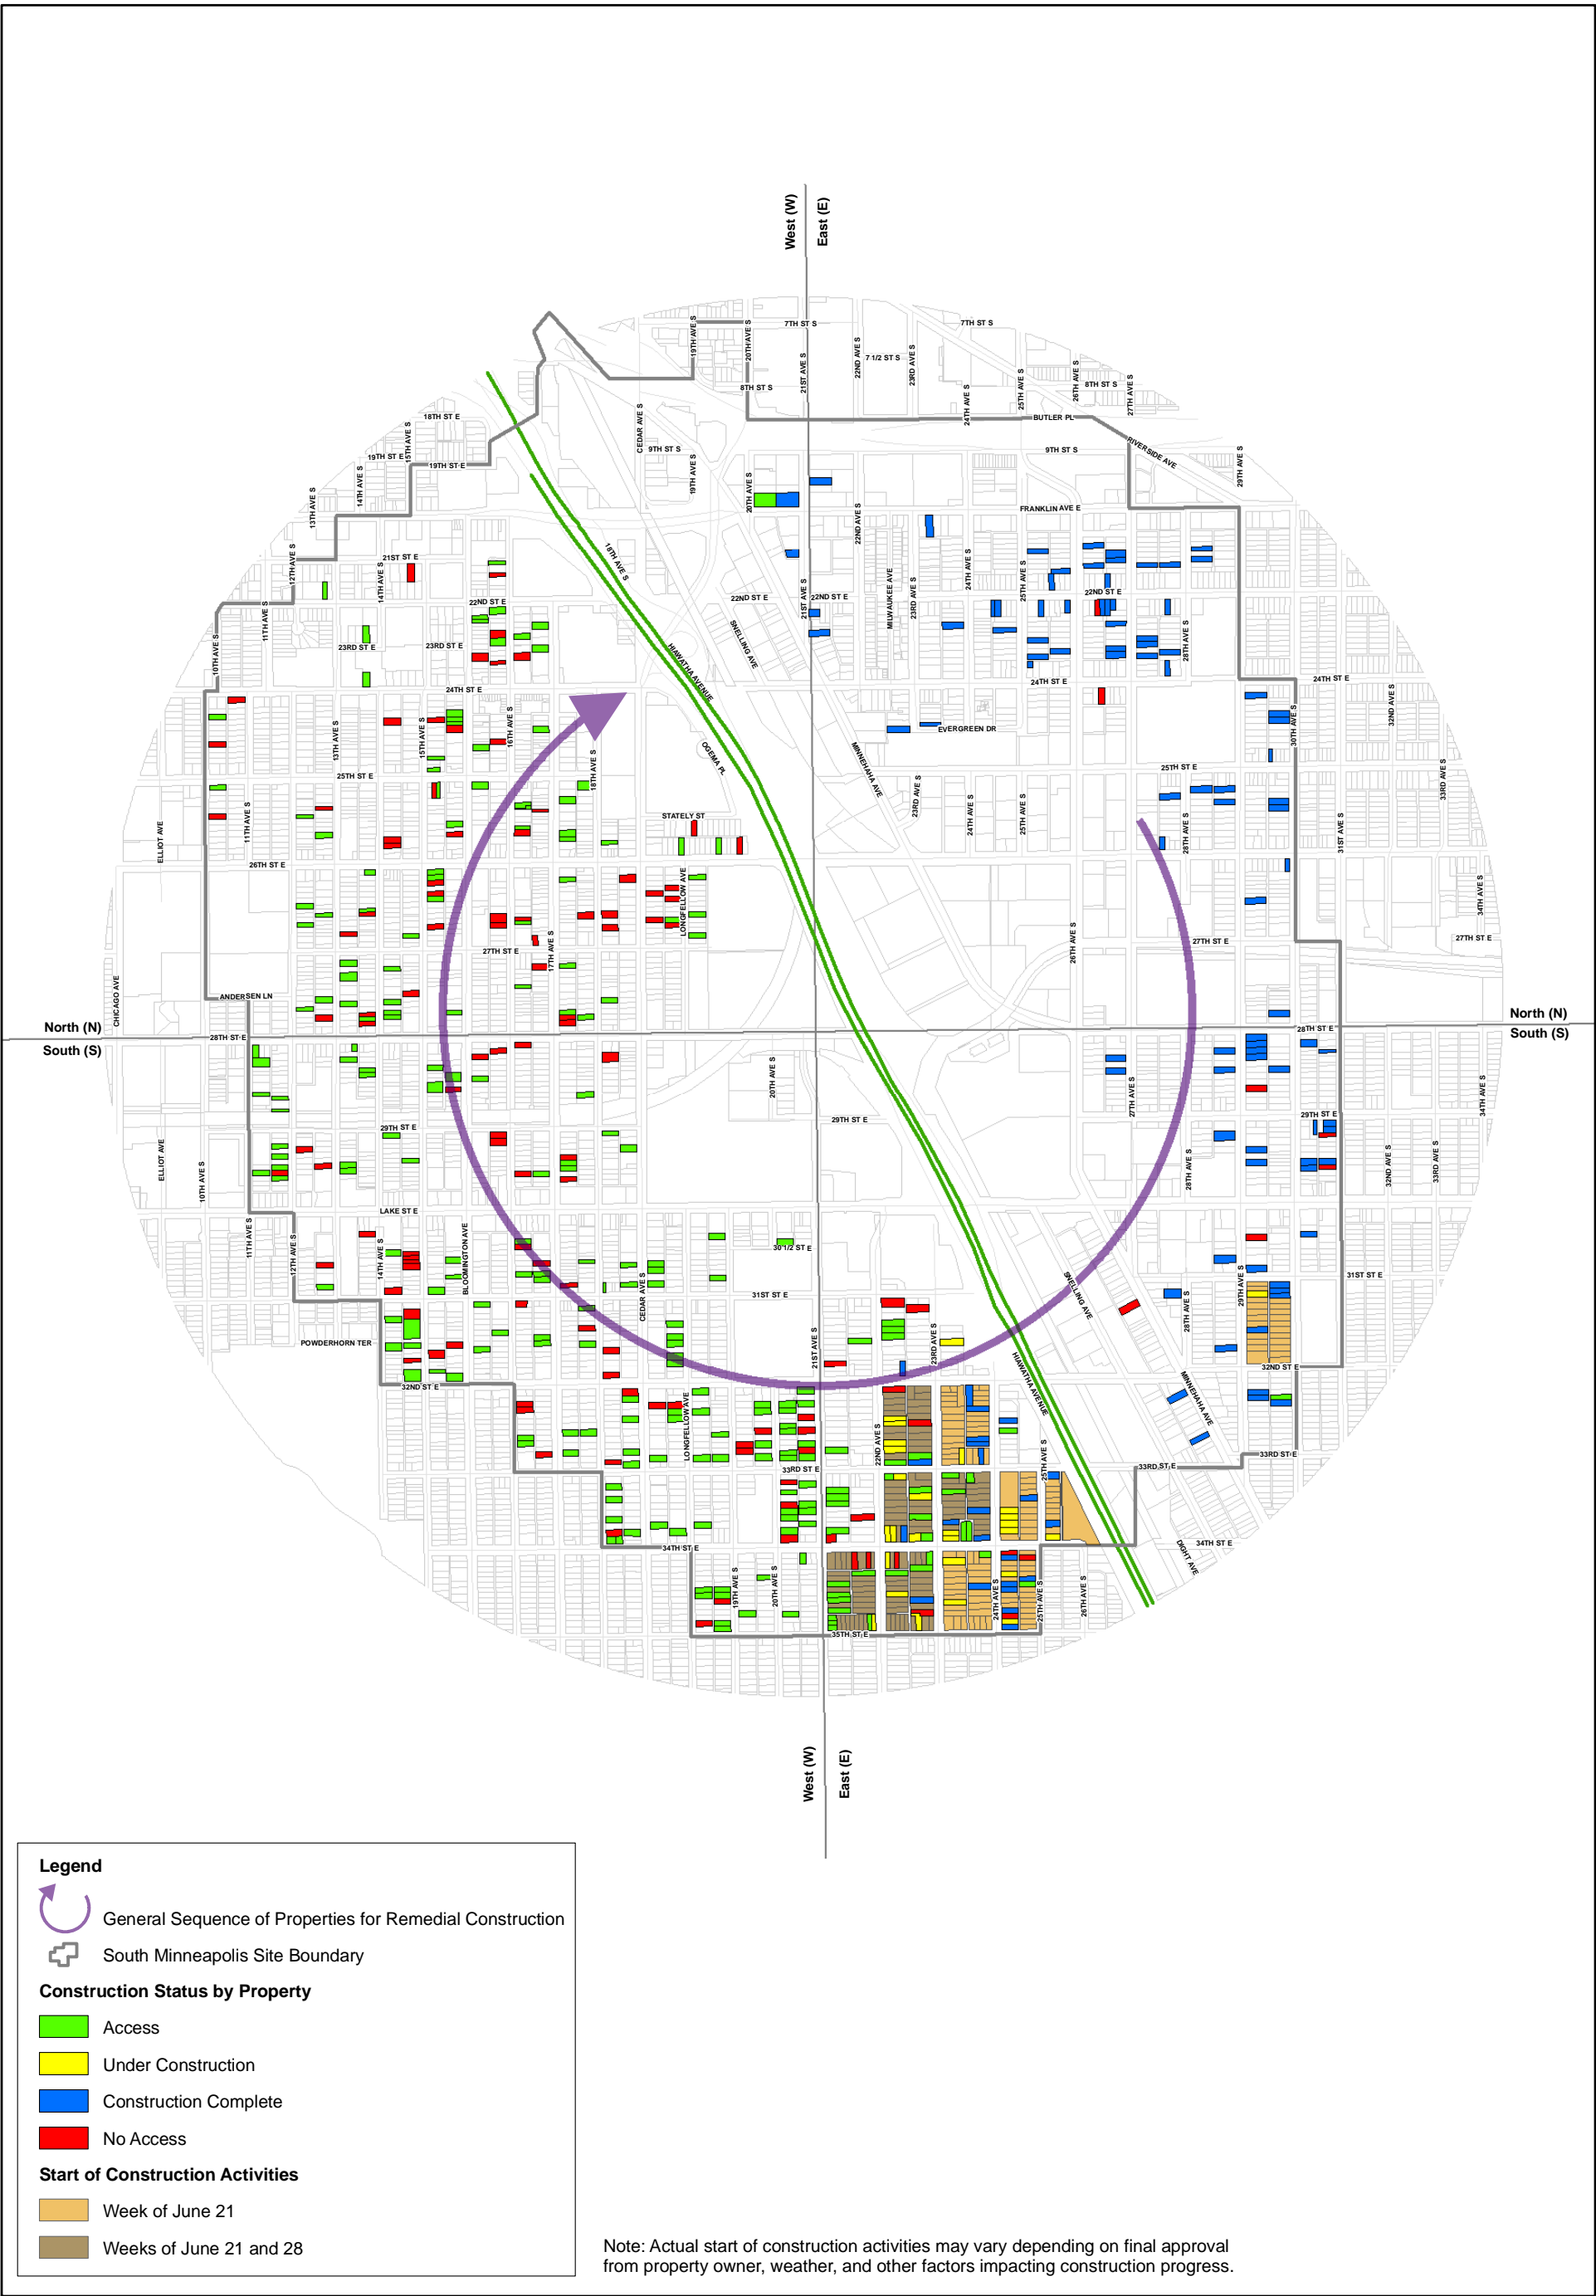 West (W)
East (E)
7TH ST S
7TH ST S
19TH AVE S
20TH AVE S
21ST AVE S
22ND AVE S
7 1/2 ST S
23RD AVE S
8TH ST S
24TH AVE S
25TH AVE S
26TH AVE S
8TH ST S
27TH AVE S
18TH ST E
CEDAR AVE S
BUTLER PL
15TH AVE S
19TH ST E
19TH ST E
14TH AVE S
9TH ST S
19TH AVE S
9TH ST S
RIVERSIDE AVE
29TH AVE S
13TH AVE S
20TH AVE S
22ND AVE S
FRANKLIN AVE E
12TH AVE S
21ST ST E
14TH AVE S
18TH AVE S
24TH AVE S
25TH AVE S
11TH AVE S
22ND ST E
22ND ST E
21ST AVE S
22ND ST E
MILWAUKEE AVE
23RD AVE S
22ND ST E
10TH AVE S
23RD ST E
23RD ST E
SNELLING AVE
28TH AVE S
HIAWATHA AVENUE
24TH ST E
24TH ST E
24TH ST E
32ND AVE S
13TH AVE S
15TH AVE S
16TH AVE S
EVERGREEN DR
30TH AVE S
18TH AVE S
OGEMA PL
MINNEHAHA AVE
25TH ST E
25TH ST E
33RD AVE S
ELLIOT AVE
11TH AVE S
STATELY ST
23RD AVE S
24TH AVE S
25TH AVE S
28TH AVE S
31ST AVE S
26TH ST E
LONGFELLOW AVE
34TH AVE S
27TH ST E
17TH AVE S
26TH AVE S
27TH ST E
27TH ST E
CHICAGO AVE
ANDERSEN LN
North (N)
North (N)
28TH ST E
28TH ST E
South (S)
South (S)
20TH AVE S
27TH AVE S
34TH AVE S
29TH ST E
29TH ST E
29TH ST E
ELLIOT AVE
10TH AVE S
28TH AVE S
32ND AVE S
33RD AVE S
LAKE ST E
11TH AVE S
12TH AVE S
14TH AVE S
BLOOMINGTON AVE
30 1/2 ST E
CEDAR AVE S
31ST ST E
SNELLING AVE
29TH AVE S
31ST ST E
28TH AVE S
POWDERHORN TER
21ST AVE S
23RD AVE S
HIAWATHA AVENUE
32ND ST E
32ND ST E
MINNEHAHA AVE
LONGFELLOW AVE
22ND AVE S
25TH AVE S
33RD ST E
33RD ST E
33RD ST E
34TH ST E
34TH ST E
DIGHT AVE
19TH AVE S
20TH AVE S
24TH AVE S
25TH AVE S
26TH AVE S
35TH ST E
West (W)
East (E)
Legend
General Sequence of Properties for Remedial Construction
South Minneapolis Site Boundary
Construction Status by Property
Access
Under Construction
Construction Complete
No Access
Start of Construction Activities
Week of June 21
Weeks of June 21 and 28
Note: Actual start of construction activities may vary depending on final approval
from property owner, weather, and other factors impacting construction progress.